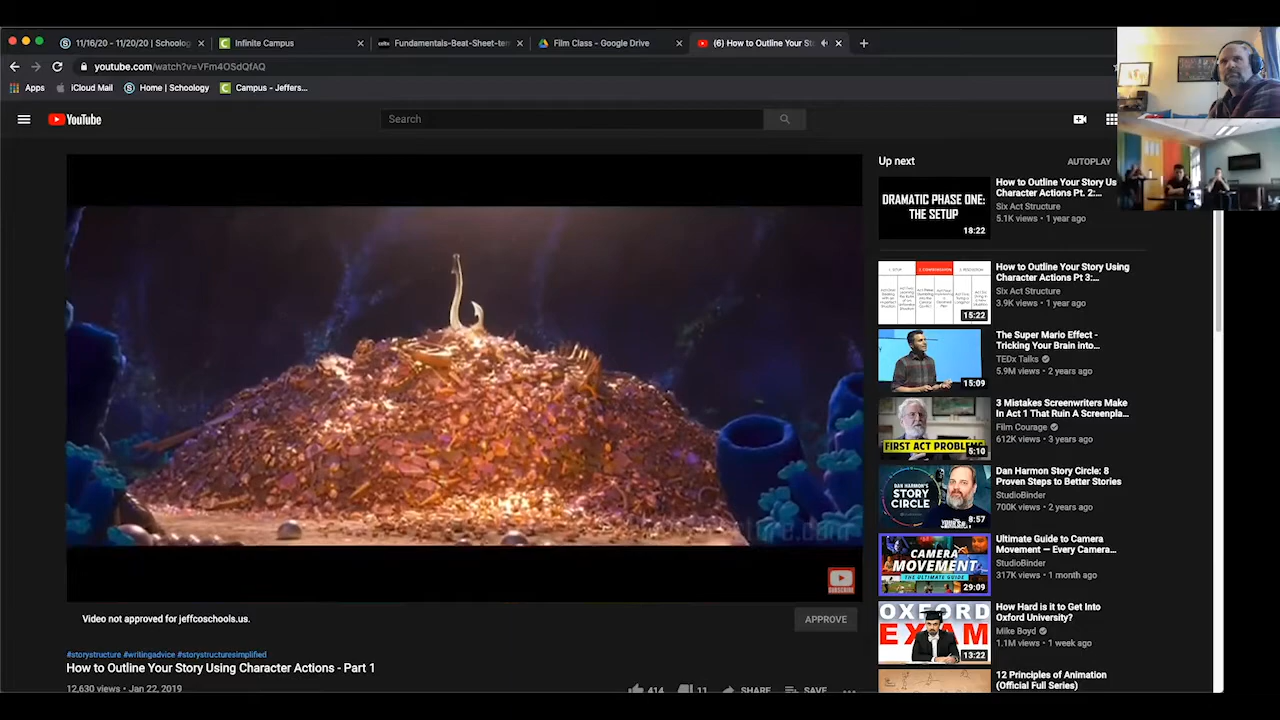 11/16/20 - 11/20/20 | Schoolog
Infinite Campus
Fundamentals-Beat-Sheet-tem
Film Class - Google Drive
(6) How to Outline Your St
youtube.com/watch?v=VFm4OSdQfAQ
Apps
iCloud Mail
Home | Schoology
Campus - Jeffers...
YouTube
Search
Up next
AUTOPLAY
DRAMATIC PHASE ONE:
THE SETUP
18:22
How to Outline Your Story Us
Character Actions Pt. 2:...
Six Act Structure
5.1K views • 1 year ago
15:22
How to Outline Your Story Using
Character Actions Pt 3:...
Six Act Structure
3.9K views • 1 year ago
15:09
The Super Mario Effect -
Tricking Your Brain into...
TEDx Talks
5.9M views • 2 years ago
FIRST ACT PROBLEMS
5:10
3 Mistakes Screenwriters Make
In Act 1 That Ruin A Screenpla...
Film Courage
612K views • 3 years ago
DAN HARMON'S
STORY
CIRCLE
8:57
Dan Harmon Story Circle: 8
Proven Steps to Better Stories
StudioBinder
700K views • 2 years ago
CAMERA
MOVEMENT
THE ULTIMATE GUIDE
29:09
Ultimate Guide to Camera
Movement — Every Camera...
StudioBinder
317K views • 1 month ago
OXFORD
EXAM
13:22
How Hard is it to Get Into
Oxford University?
Mike Boyd
1.1M views • 1 week ago
12 Principles of Animation
(Official Full Series)
SUBSCRIBE
Video not approved for jeffcoschools.us.
APPROVE
#storystructure #writingadvice #storystructuresimplified
How to Outline Your Story Using Character Actions - Part 1
12,630 views • Jan 22, 2019
414
11
SHARE
SAVE